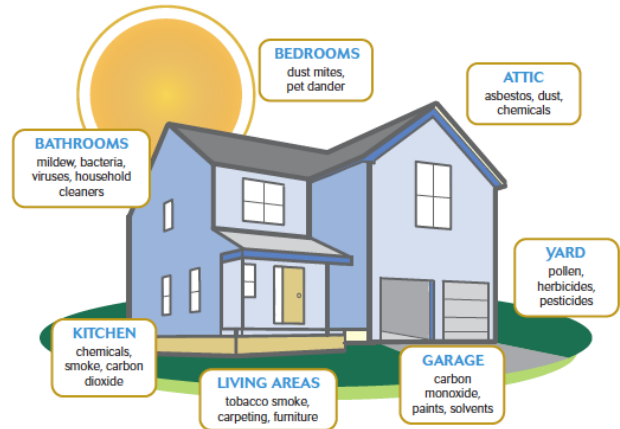 BEDROOMS
dust mites,
pet dander
ATTIC
asbestos, dust,
chemicals
BATHROOMS
mildew, bacteria,
viruses, household
cleaners
YARD
pollen,
herbicides,
pesticides
KITCHEN
chemicals,
smoke, carbon
dioxide
LIVING AREAS
tobacco smoke,
carpeting, furniture
GARAGE
carbon
monoxide,
paints, solvents